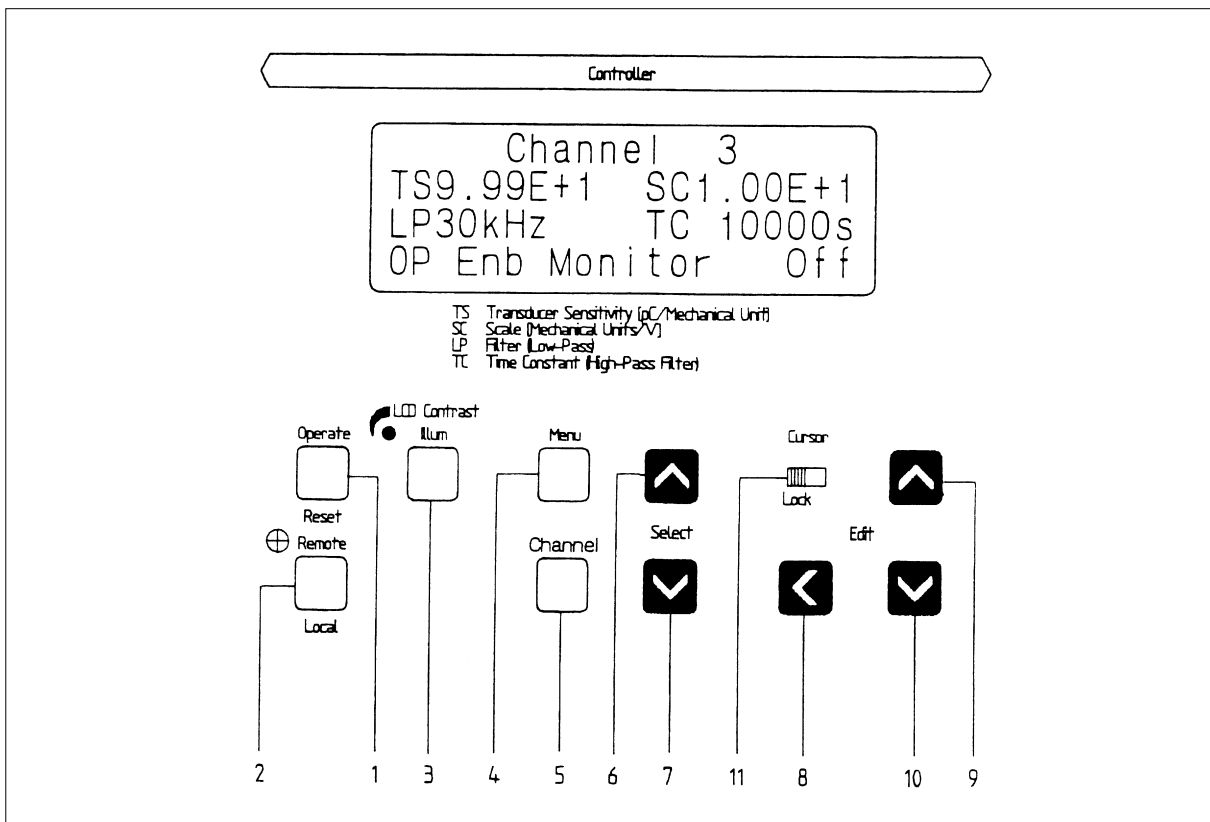 Controller
Channel 3
TS9.99E+1 SC1.00E+1
LP30kHz TC 10000s
OP Enb Monitor Off
TS Transducer Sensitivity (pC/Mechanical Unit)
SC Scale (Mechanical Units/V)
LP Filter (Low-Pass)
TC Time Constant (High-Pass Filter)
LCD Contrast
Operate Illum Menu Cursor
Lock
Reset Select Edit
Remote Channel
Local
2 1 3 4 5 6 7 11 8 10 9